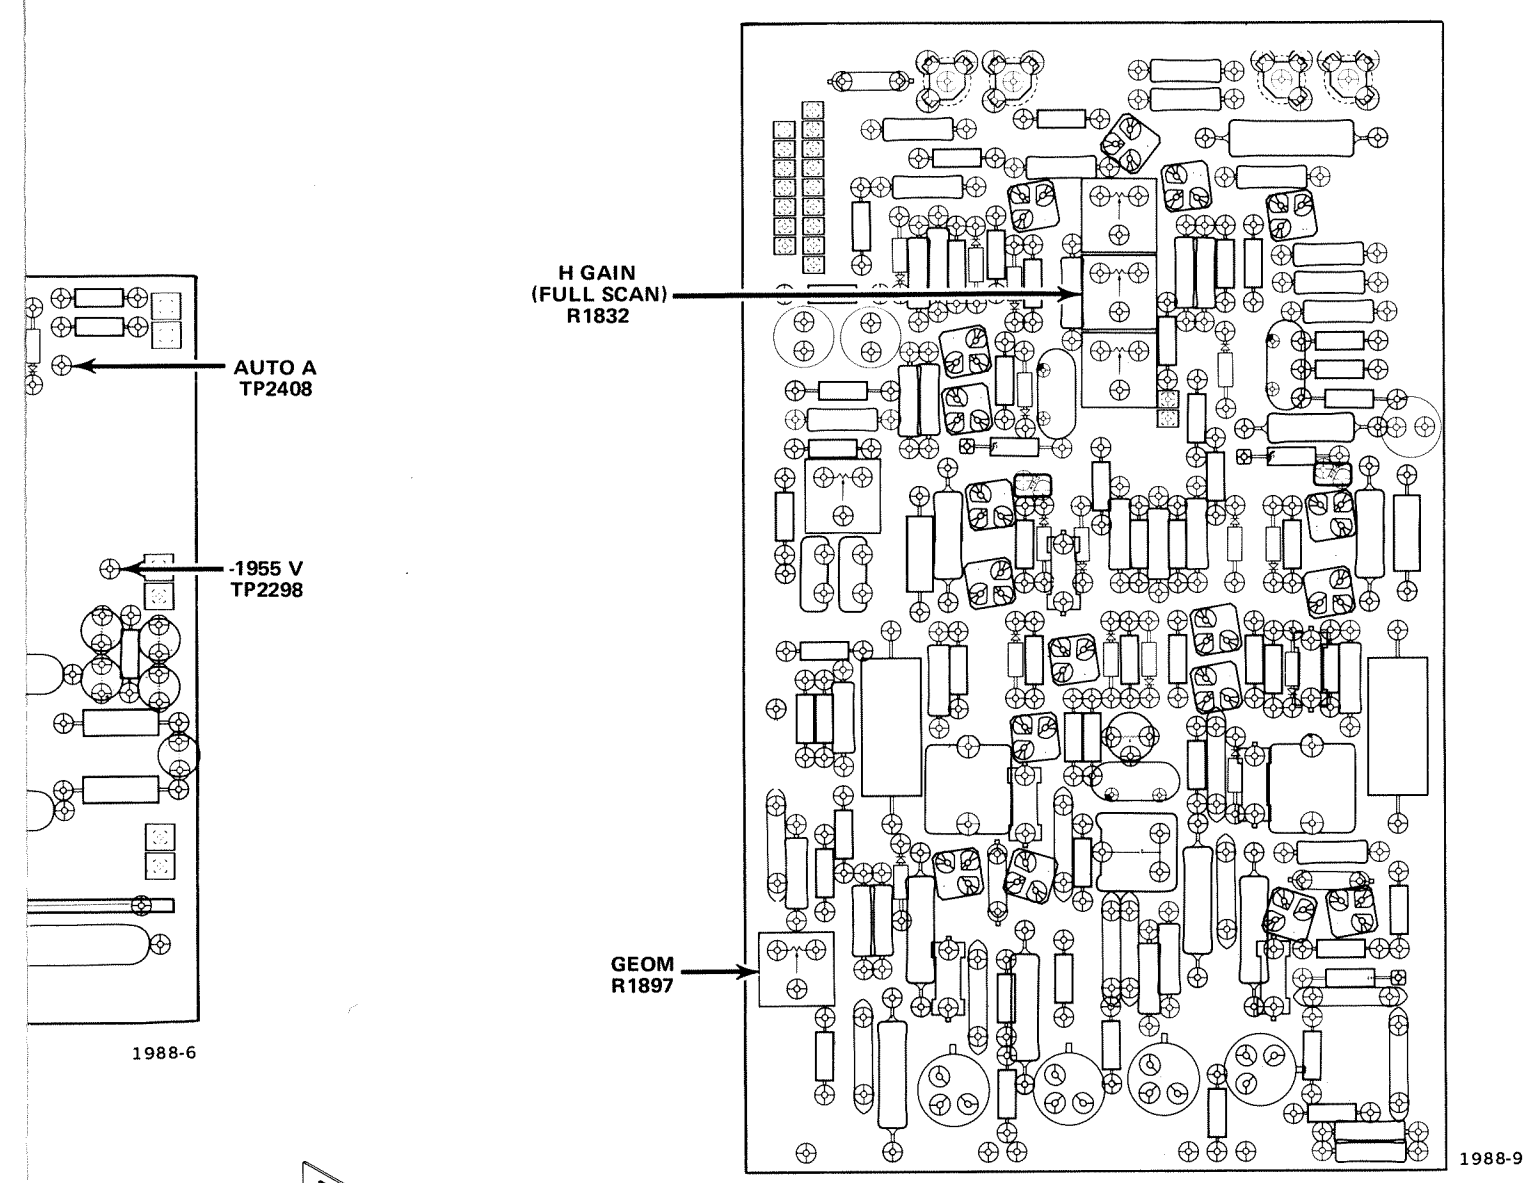 H GAIN
(FULL SCAN)
R1832
AUTO A
TP2408
-1955 V
TP2298
GEOM
R1897
1988-6
1988-9